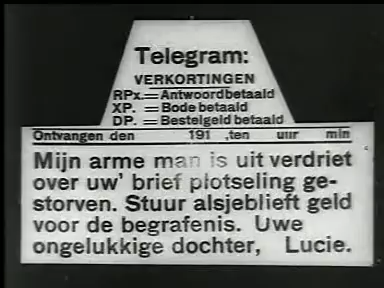 Telegram:
VERKORTINGEN
RPx.=Antwoordbetaald
XP. =Bode betaald
DP. =Bestelgeld betaald
Ontvangen den 191 ,ten uur min
Mijn arme man is uit verdriet
over uw' brief plotseling ge-
storven. Stuur alsjeblieft geld
voor de begrafenis. Uwe
ongelukkige dochter, Lucie.